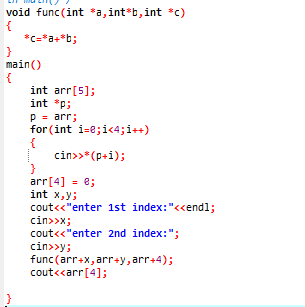 void func(int *a,int*b,int *c)
{
*c=*a+*b;
}
main()
{
int arr[5];
int *p;
p = arr;
for(int i=0;i<4;i++)
{
cin>>*(p+i);
}
arr[4] = 0;
int x,y;
cout<<"enter 1st index:"<<endl;
cin>>x;
cout<<"enter 2nd index:";
cin>>y;
func(arr+x,arr+y,arr+4);
cout<<arr[4];
}